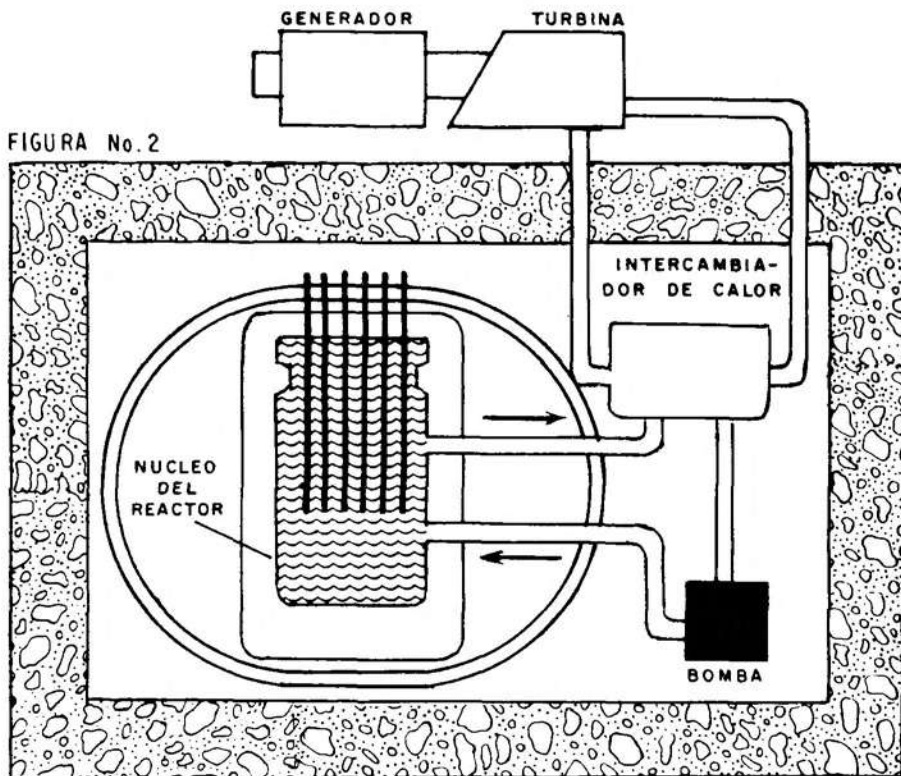 GENERADOR
TURBINA
FIGURA No. 2
INTERCAMBIA-
DOR DE CALOR
NUCLEO
DEL
REACTOR
BOMBA